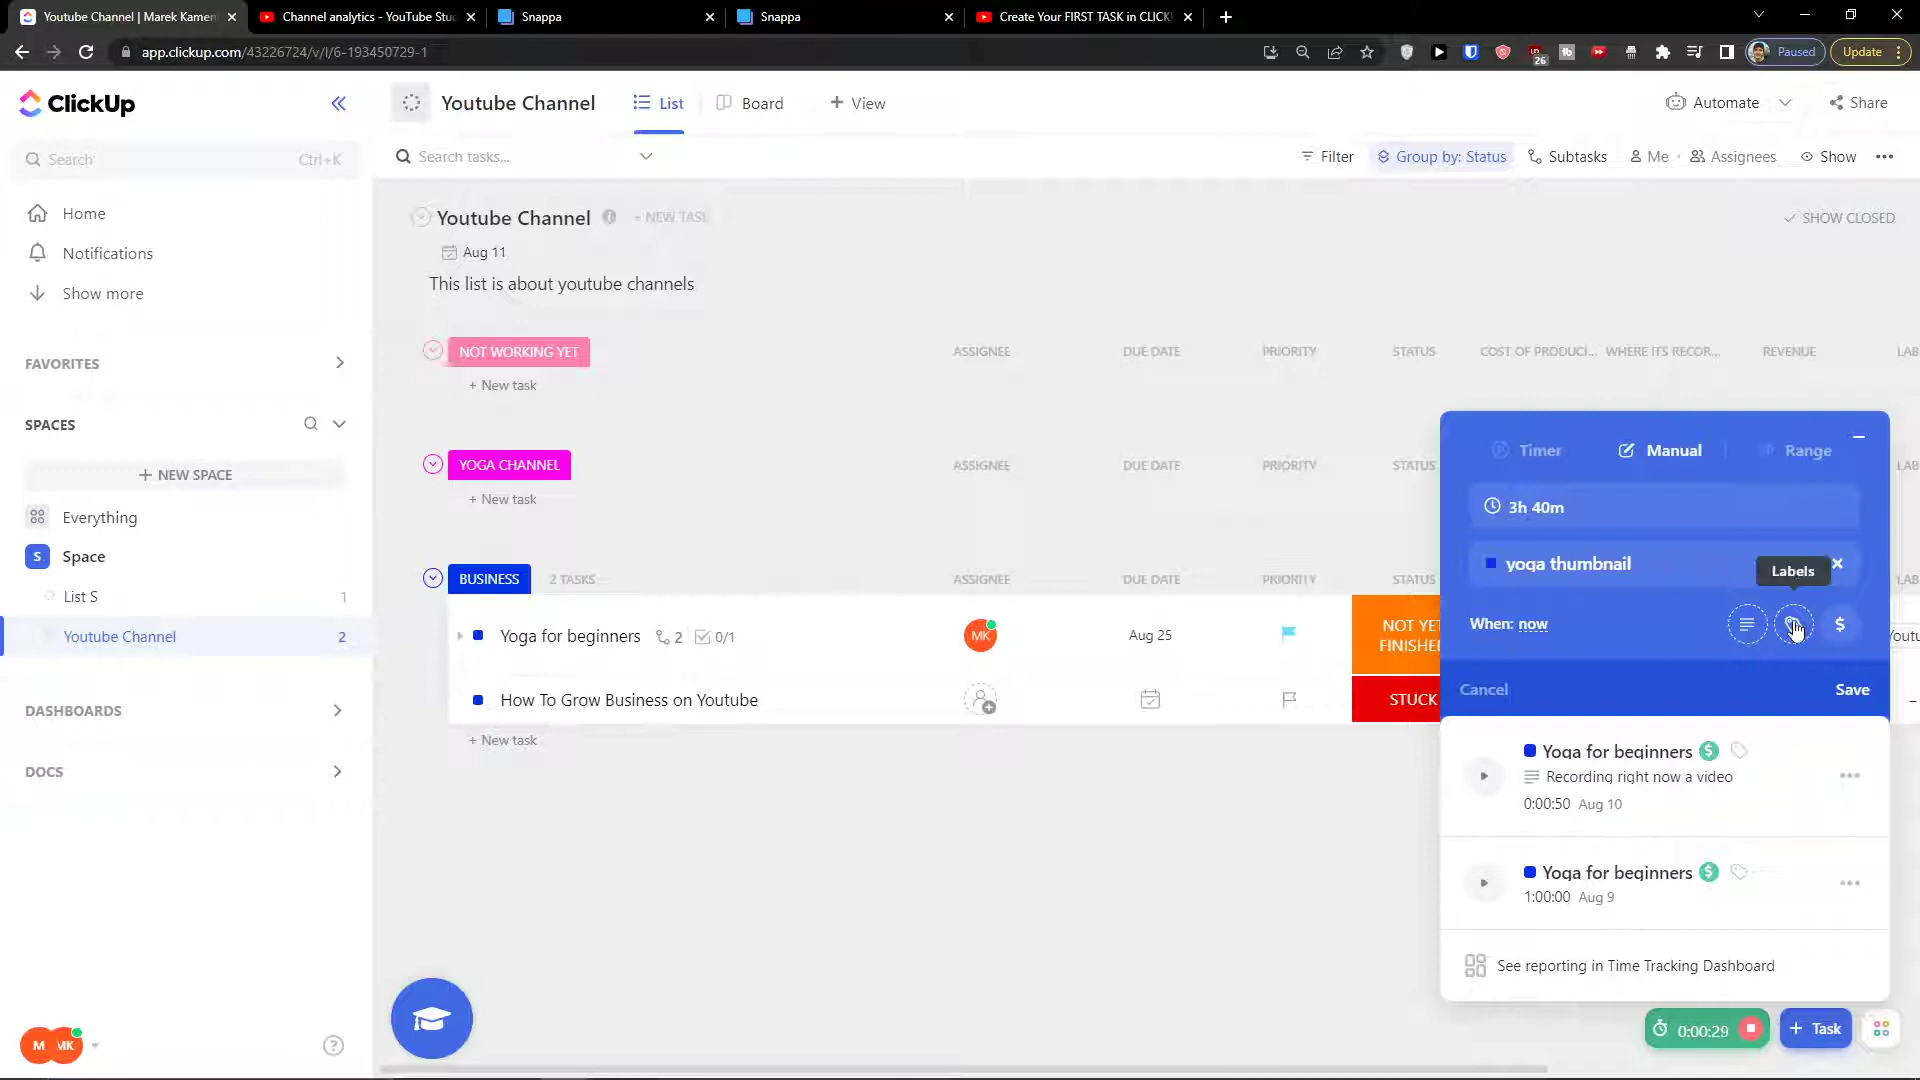 Youtube Channel | Marek Kamen
Channel analytics - YouTube Stu
Snappa
Snappa
Create Your FIRST TASK in CLICK
app.clickup.com/43226724/v/l/6-193450729-1
26
Paused
Update
ClickUp
Youtube Channel
List
Board
+ View
Automate
Share
Search
Ctrl+K
Search tasks...
Filter
Group by: Status
Subtasks
Me
Assignees
Show
Home
Notifications
Show more
Youtube Channel
+ NEW TASK
SHOW CLOSED
Aug 11
This list is about youtube channels
FAVORITES
SPACES
+ NEW SPACE
Everything
S Space
List S 1
Youtube Channel 2
DASHBOARDS
DOCS
NOT WORKING YET
ASSIGNEE DUE DATE PRIORITY STATUS COST OF PRODUCI... WHERE ITS RECOR... REVENUE LAB
+ New task
YOGA CHANNEL
ASSIGNEE DUE DATE PRIORITY STATUS LAB
+ New task
BUSINESS 2 TASKS
ASSIGNEE DUE DATE PRIORITY STATUS LAB
Yoga for beginners 2 0/1 MK Aug 25
NOT YET
FINISHED
Youtu
How To Grow Business on Youtube STUCK –
+ New task
Timer
Manual
Range
3h 40m
yoga thumbnail
Labels
When: now
$
Cancel
Save
Yoga for beginners $
Recording right now a video
0:00:50 Aug 10
Yoga for beginners $
1:00:00 Aug 9
See reporting in Time Tracking Dashboard
M MK
?
0:00:29
+ Task